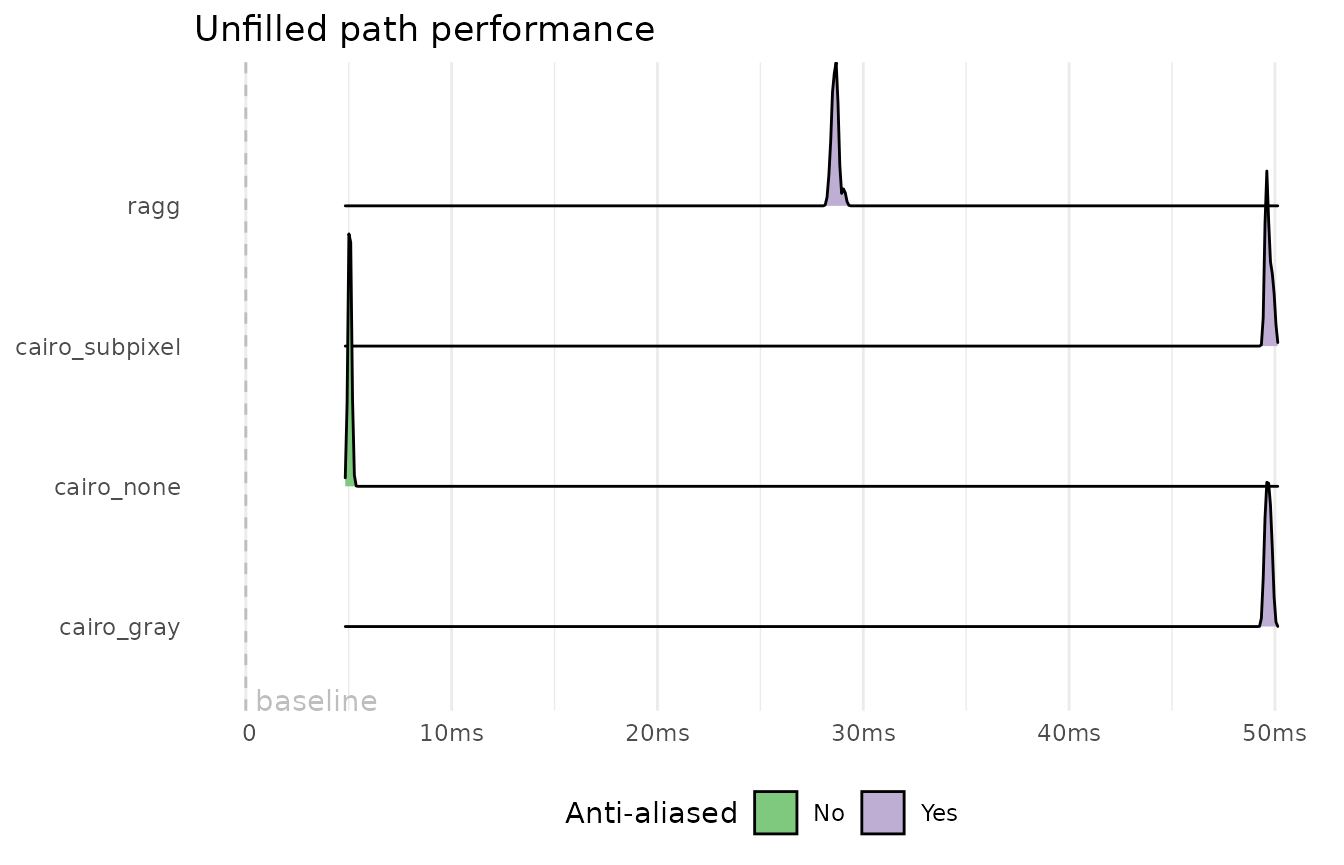 Unfilled path performance
ragg
cairo_subpixel
cairo_none
cairo_gray
baseline
0 10ms 20ms 30ms 40ms 50ms
Anti-aliased No Yes